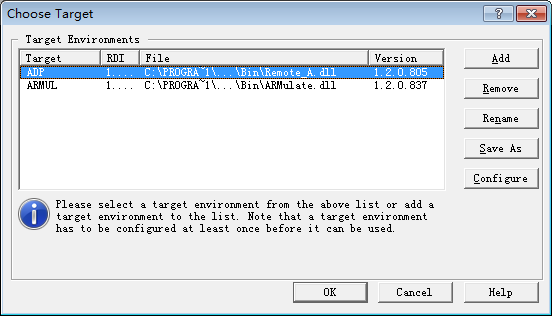 Choose Target
Target Environments
Target RDI File Version
ADP 1.... C:\PROGRA~1\...\Bin\Remote_A.dll 1.2.0.805
ARMUL 1.... C:\PROGRA~1\...\Bin\ARMulate.dll 1.2.0.837
Add
Remove
Rename
Save As
Configure
Please select a target environment from the above list or add a
target environment to the list. Note that a target environment
has to be configured at least once before it can be used.
OK Cancel Help